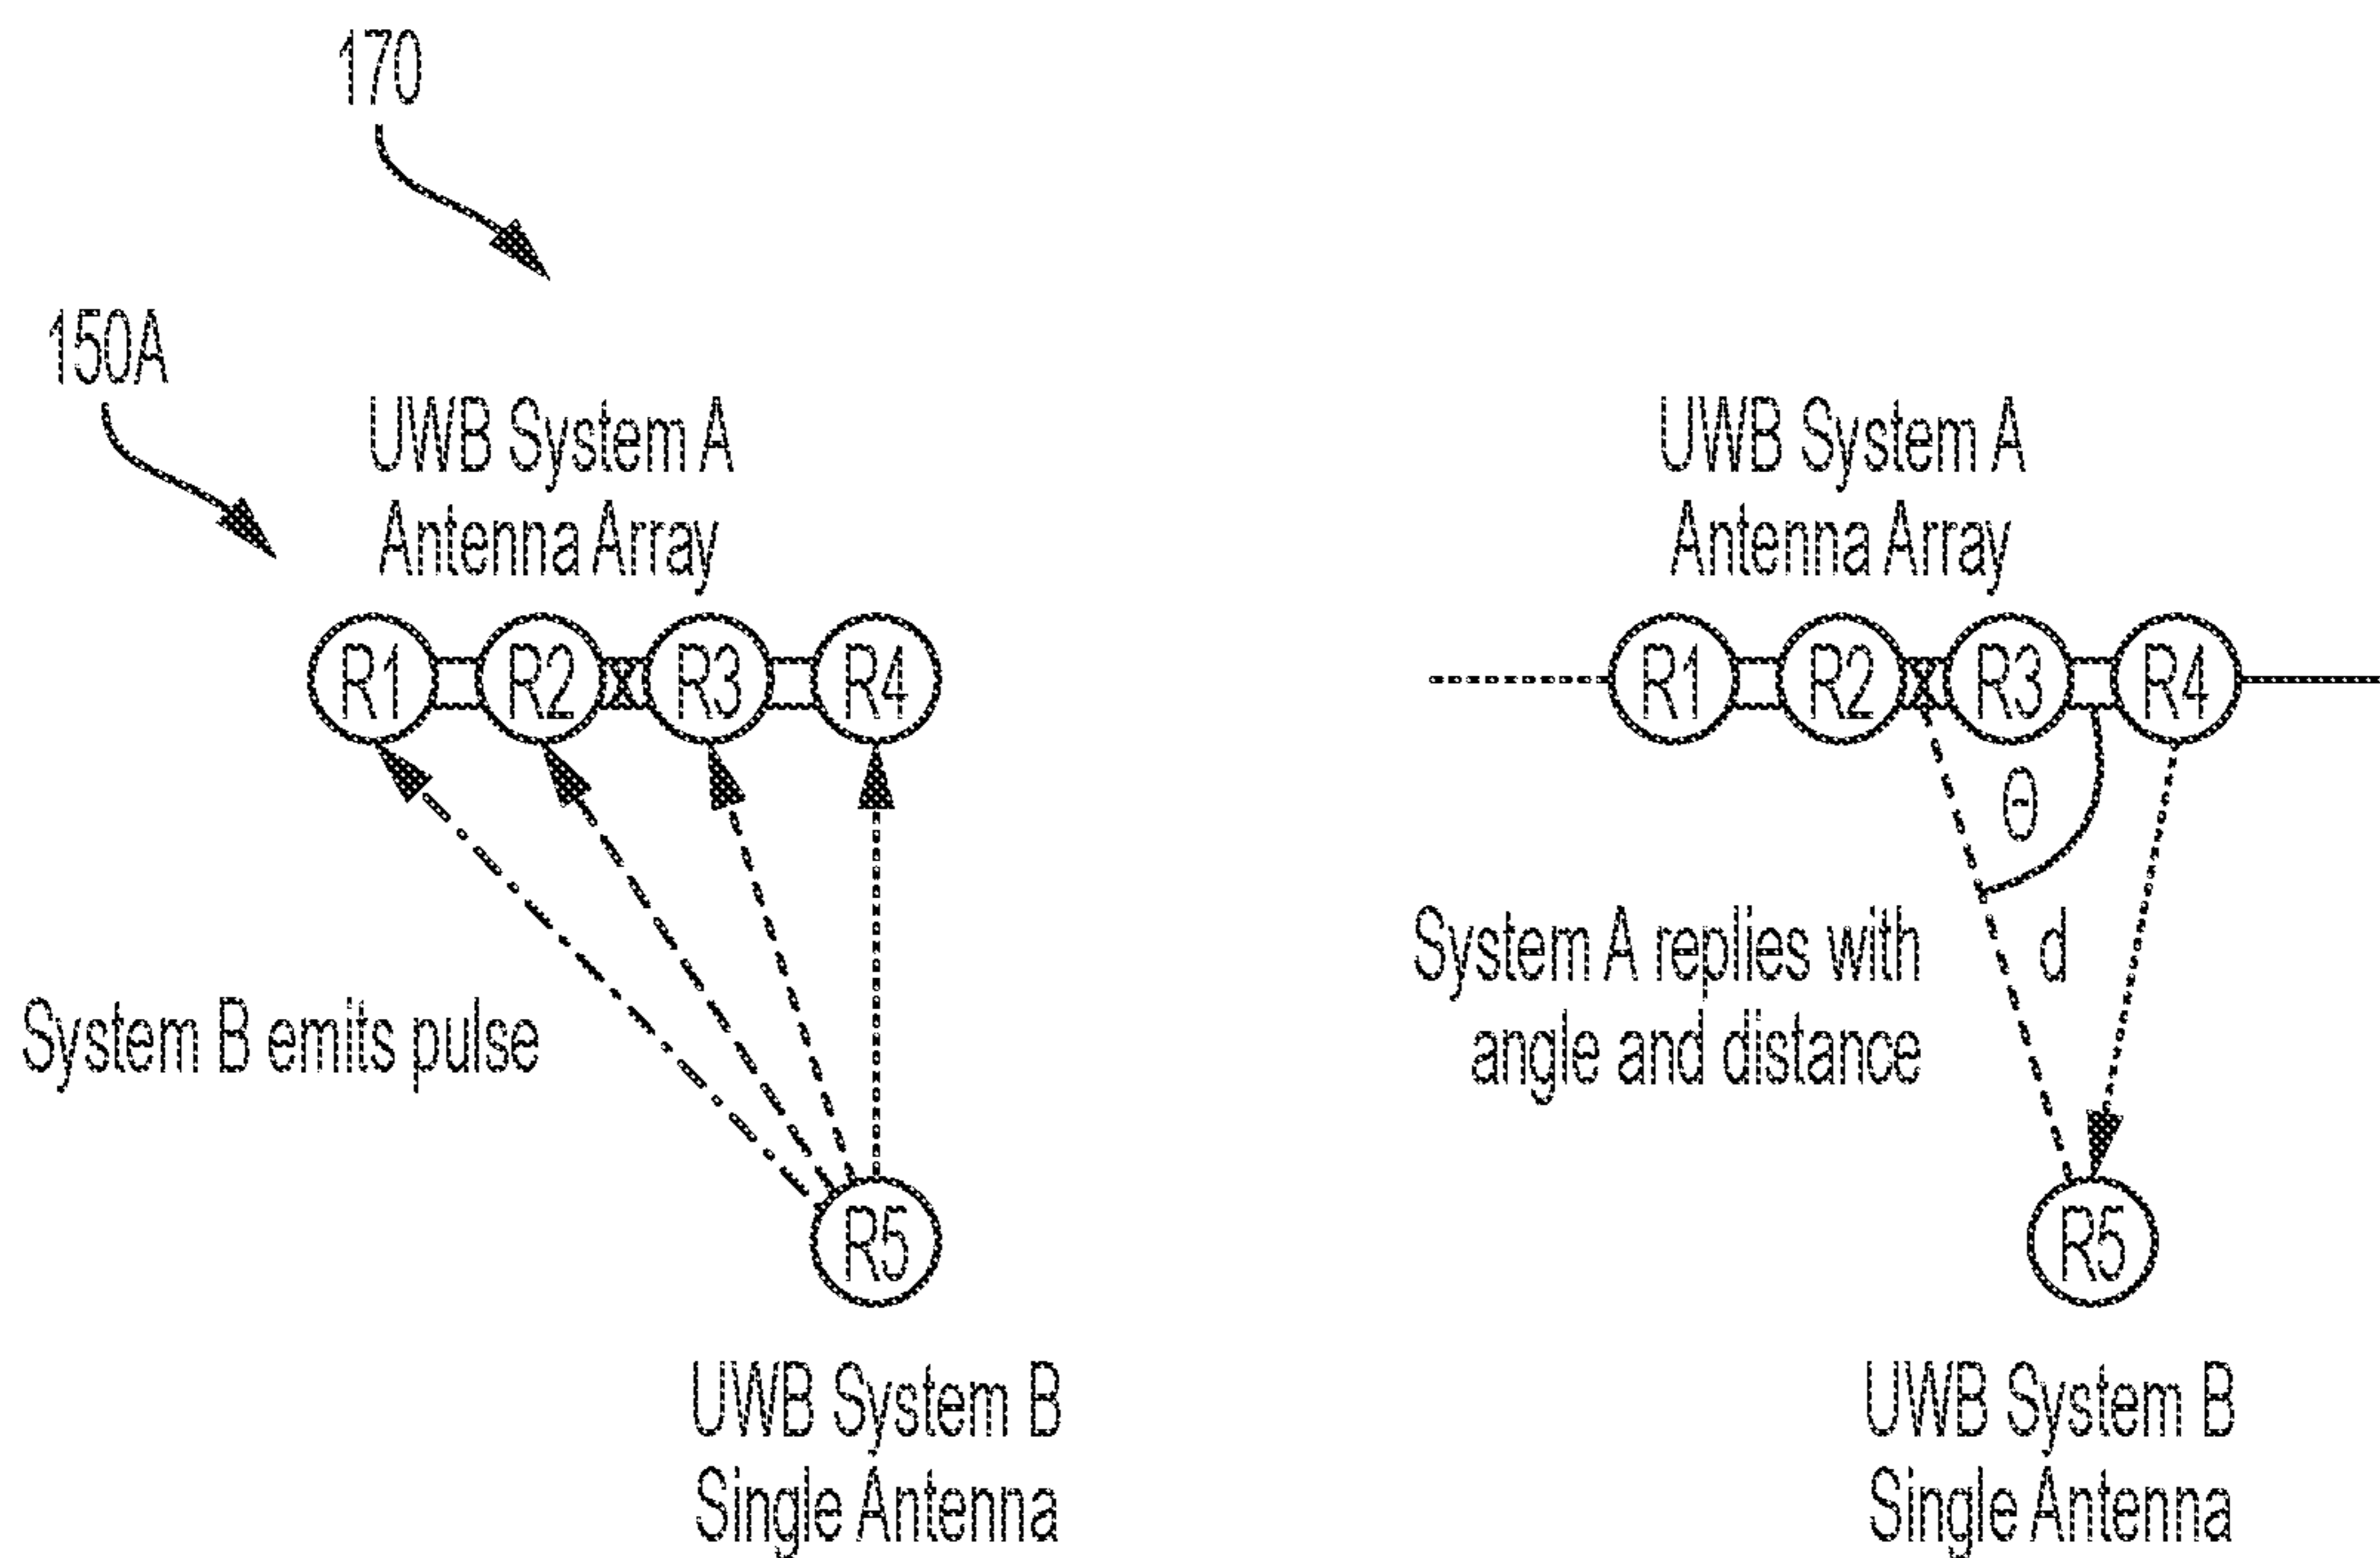 170
150A
UWB System A
Antenna Array
R1 R2 R3 R4
System B emits pulse
R5
UWB System B
Single Antenna
UWB System A
Antenna Array
R1 R2 R3 R4
Θ
d
System A replies with
angle and distance
R5
UWB System B
Single Antenna